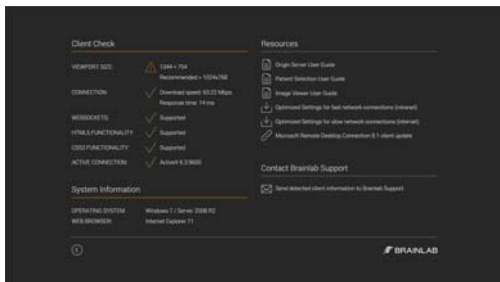 Client Check
VIEWPORT SIZE: 1344 × 754
Recommended > 1024x768
CONNECTION: Download speed: 63.22 Mbps
Response time: 14 ms
WEBSOCKETS: Supported
HTML5 FUNCTIONALITY: Supported
CSS3 FUNCTIONALITY: Supported
ACTIVE CONNECTION: ActiveX 6.3.9600
System Information
OPERATING SYSTEM: Windows 7 / Server 2008 R2
WEB BROWSER: Internet Explorer 11
Resources
Origin Server User Guide
Patient Selection User Guide
Image Viewer User Guide
Optimized Settings for fast network connections (intranet)
Optimized Settings for slow network connections (internet)
Microsoft Remote Desktop Connection 8.1 client update
Contact Brainlab Support
Send detected client information to Brainlab Support.
BRAINLAB